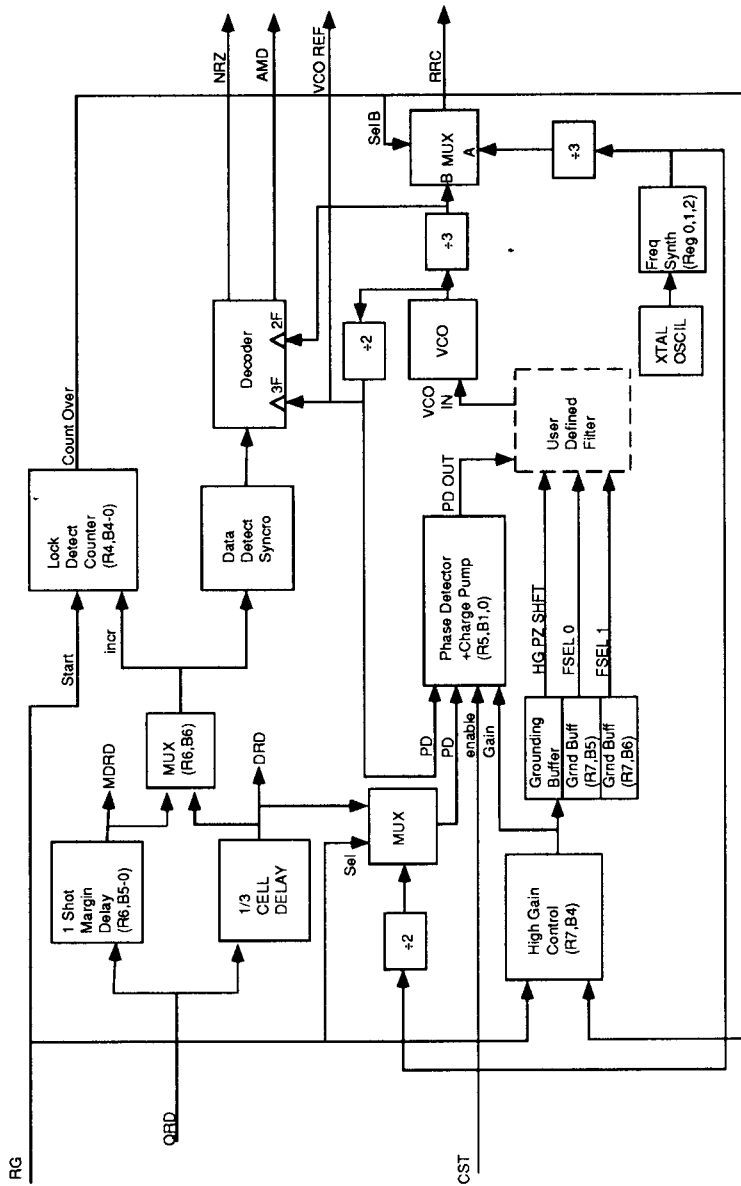 RG
QRD
CST
1 Shot
Margin
Delay
(R6,B5-0)
1/3
CELL
DELAY
MDRD
DRD
MUX
(R6,B6)
Start
incr
Lock
Detect
Counter
(R4,B4-0)
Count Over
Data
Detect
Syncro
Decoder
3F
2F
NRZ
AMD
VCO REF
RRC
Sel
MUX
÷2
PD
PD
enable
Gain
Phase Detector
+Charge Pump
(R5,B1,0)
PD OUT
VCO
IN
÷2
VCO
÷3
Sel B
B
MUX
A
÷3
High Gain
Control
(R7,B4)
Grounding
Buffer
Grnd Buff
(R7,B5)
Grnd Buff
(R7,B6)
HG PZ SHFT
FSEL 0
FSEL 1
User
Defined
Filter
XTAL
OSCIL
Freq
Synth
(Reg 0,1,2)